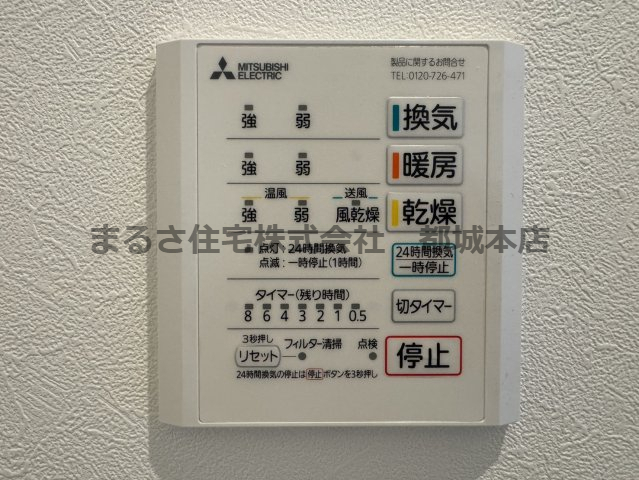 MITSUBISHI ELECTRIC
製品に関するお問合せ
TEL:0120-726-471
強 弱 換気
強 弱 暖房
温風 送風
強 弱 風乾燥 乾燥
まるさ住宅株式会社 都城本店
点灯:24時間換気
点滅:一時停止(1時間)
24時間換気
一時停止
タイマー(残り時間)
8 6 4 3 2 1 0.5
切タイマー
3秒押し
リセット フィルター清掃 点検
停止
24時間換気の停止は停止ボタンを3秒押し